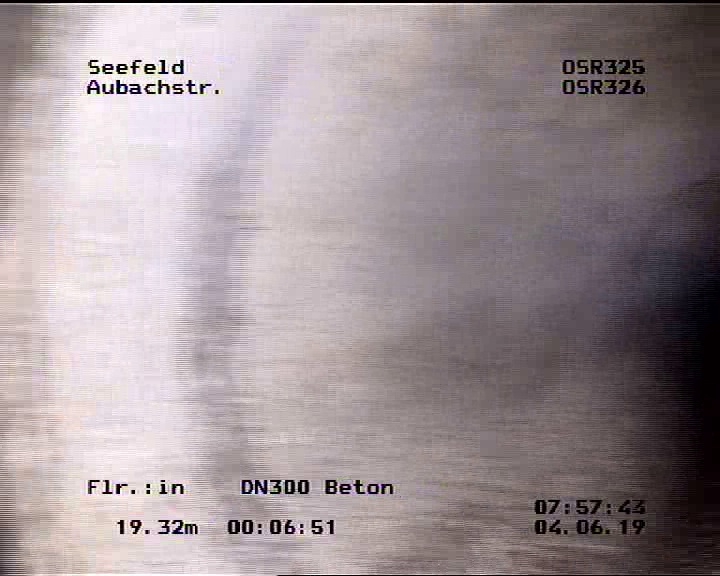 Seefeld OSR325
Aubachstr. OSR326
Flr.:in DN300 Beton
07:57:43
19.32m 00:06:51 04.06.19